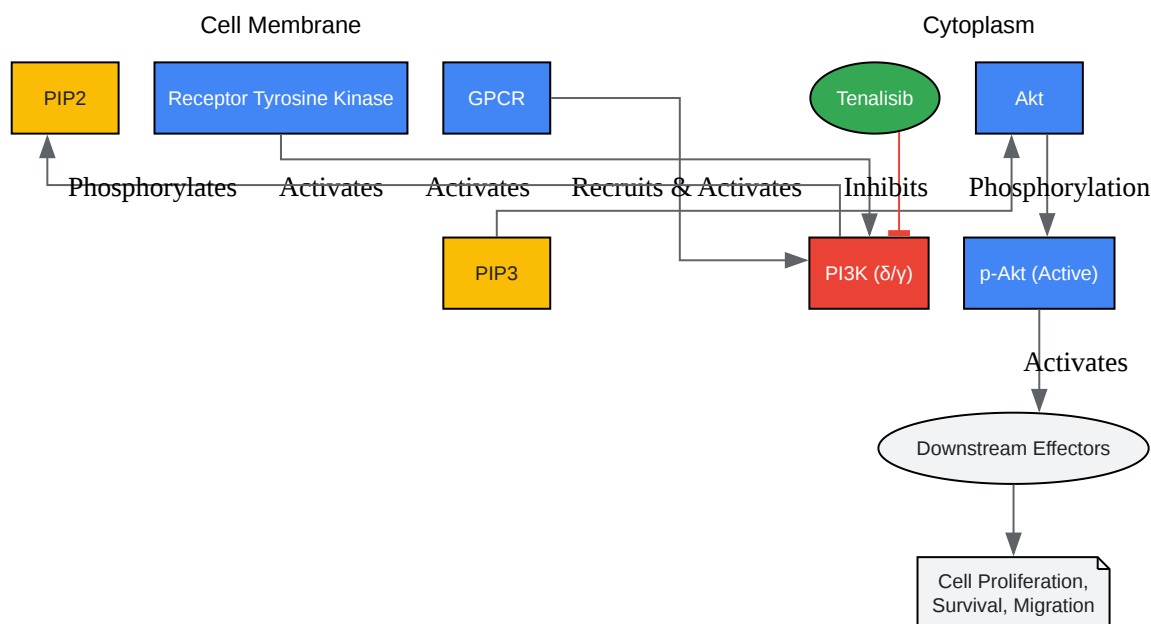 Cell Membrane
Cytoplasm
PIP2
Receptor Tyrosine Kinase
GPCR
Tenalisib
Akt
Phosphorylates
Activates
Activates
Recruits & Activates
Inhibits
Phosphorylation
PIP3
PI3K (δ/γ)
p-Akt (Active)
Activates
Downstream Effectors
Cell Proliferation,
Survival, Migration